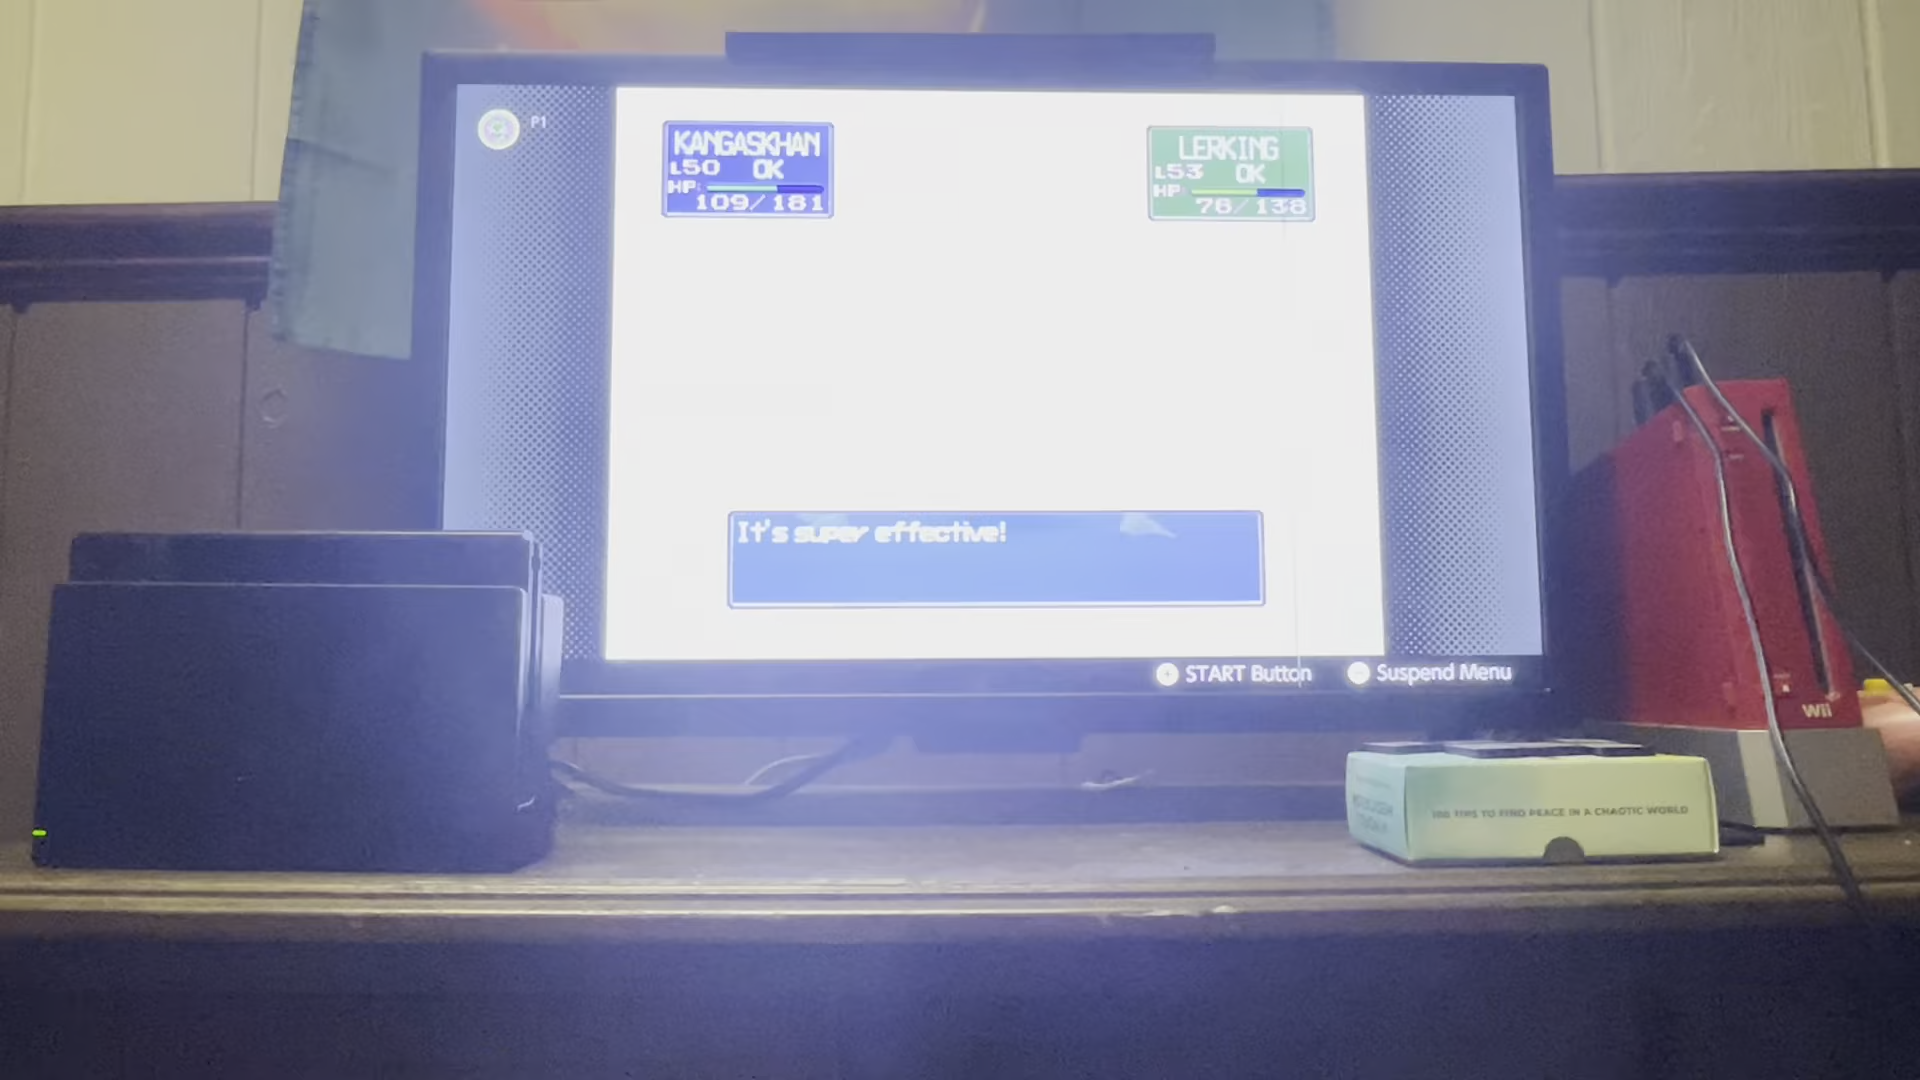 P1
KANGASKHAN
L50 OK
HP:
109/181
LERKING
L53 OK
HP:
76/138
It's super effective!
START Button
Suspend Menu
Wii
100 TIPS TO FIND PEACE IN A CHAOTIC WORLD